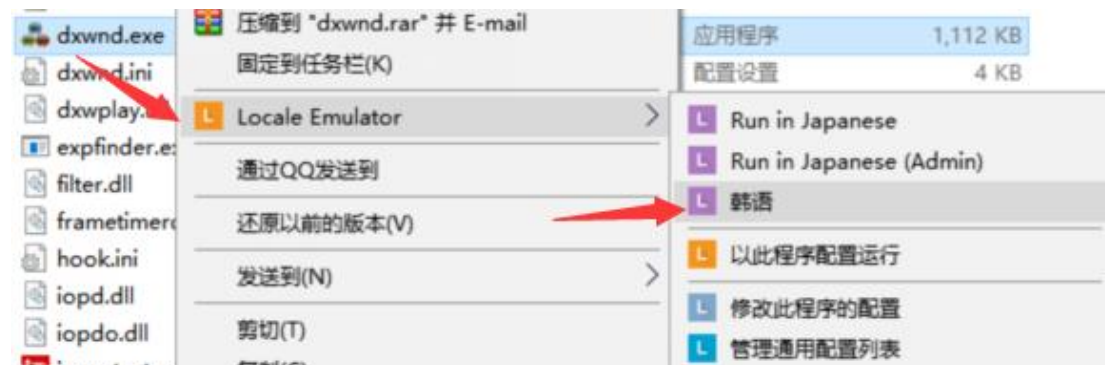 dxwnd.exe
应用程序
1,112 KB
dxwnd.ini
配置设置
4 KB
dxwplay.
expfinder.e
filter.dll
frametimer
hook.ini
iopd.dll
iopdo.dll
压缩到 "dxwnd.rar" 并 E-mail
固定到任务栏(K)
Locale Emulator
通过QQ发送到
还原以前的版本(V)
发送到(N)
剪切(T)
Run in Japanese
Run in Japanese (Admin)
韩语
以此程序配置运行
修改此程序的配置
管理通用配置列表